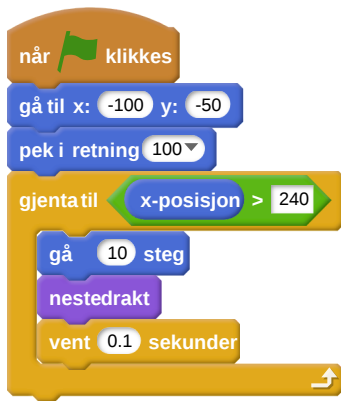 når klikkes
gå til x: -100 y: -50
pek i retning 100
gjenta til x-posisjon > 240
gå 10 steg
nestedrakt
vent 0.1 sekunder